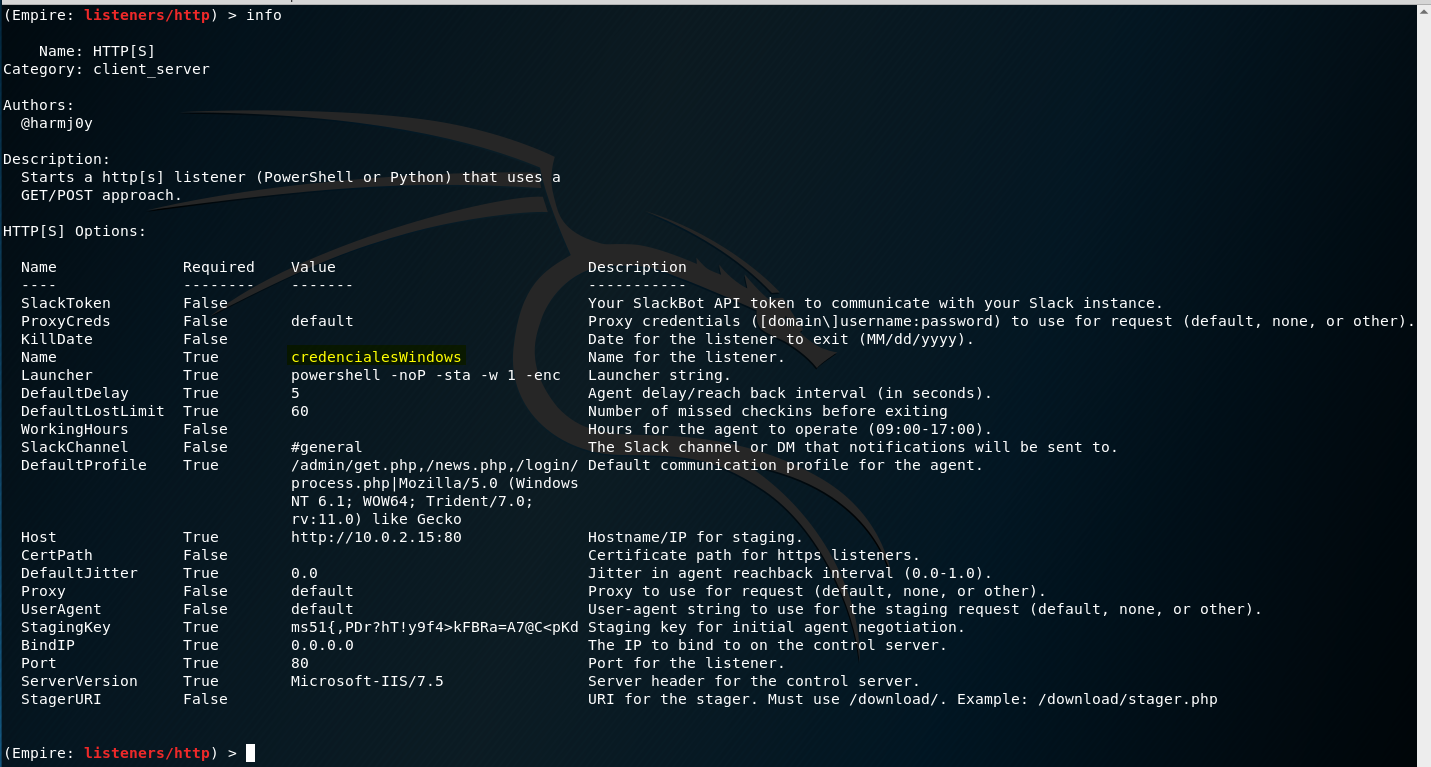 (Empire: listeners/http) > info
Name: HTTP[S]
Category: client_server
Authors:
@harmj0y
Description:
Starts a http[s] listener (PowerShell or Python) that uses a
GET/POST approach.
HTTP[S] Options:
Name Required Value Description
---- -------- ------- -----------
SlackToken False Your SlackBot API token to communicate with your Slack instance.
ProxyCreds False default Proxy credentials ([domain\]username:password) to use for request (default, none, or other).
KillDate False Date for the listener to exit (MM/dd/yyyy).
Name True credencialesWindows Name for the listener.
Launcher True powershell -noP -sta -w 1 -enc Launcher string.
DefaultDelay True 5 Agent delay/reach back interval (in seconds).
DefaultLostLimit True 60 Number of missed checkins before exiting
WorkingHours False Hours for the agent to operate (09:00-17:00).
SlackChannel False #general The Slack channel or DM that notifications will be sent to.
DefaultProfile True /admin/get.php,/news.php,/login/ Default communication profile for the agent.
process.php|Mozilla/5.0 (Windows
NT 6.1; WOW64; Trident/7.0;
rv:11.0) like Gecko
Host True http://10.0.2.15:80 Hostname/IP for staging.
CertPath False Certificate path for https listeners.
DefaultJitter True 0.0 Jitter in agent reachback interval (0.0-1.0).
Proxy False default Proxy to use for request (default, none, or other).
UserAgent False default User-agent string to use for the staging request (default, none, or other).
StagingKey True ms51{,PDr?hT!y9f4>kFBRa=A7@C<pKd Staging key for initial agent negotiation.
BindIP True 0.0.0.0 The IP to bind to on the control server.
Port True 80 Port for the listener.
ServerVersion True Microsoft-IIS/7.5 Server header for the control server.
StagerURI False URI for the stager. Must use /download/. Example: /download/stager.php
(Empire: listeners/http) >